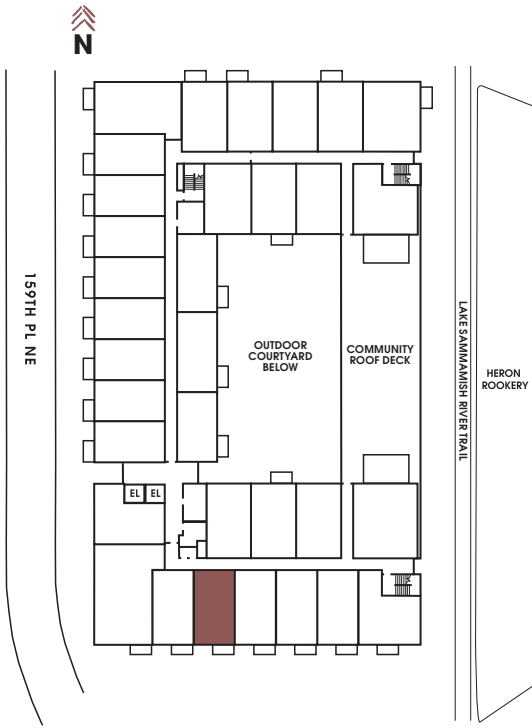 N
159TH PL NE
OUTDOOR
COURTYARD
BELOW
COMMUNITY
ROOF DECK
LAKE SAMMAMISH RIVER TRAIL
HERON
ROOKERY
EL EL